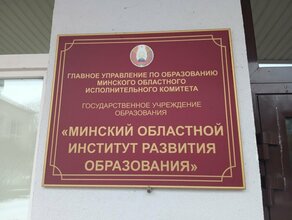 ГЛАВНОЕ УПРАВЛЕНИЕ ПО ОБРАЗОВАНИЮ
МИНСКОГО ОБЛАСТНОГО
ИСПОЛНИТЕЛЬНОГО КОМИТЕТА
ГОСУДАРСТВЕННОЕ УЧРЕЖДЕНИЕ
ОБРАЗОВАНИЯ
«МИНСКИЙ ОБЛАСТНОЙ
ИНСТИТУТ РАЗВИТИЯ
ОБРАЗОВАНИЯ»